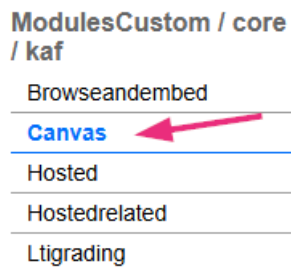 ModulesCustom / core
/ kaf
Browseandembed
Canvas
Hosted
Hostedrelated
Ltigrading